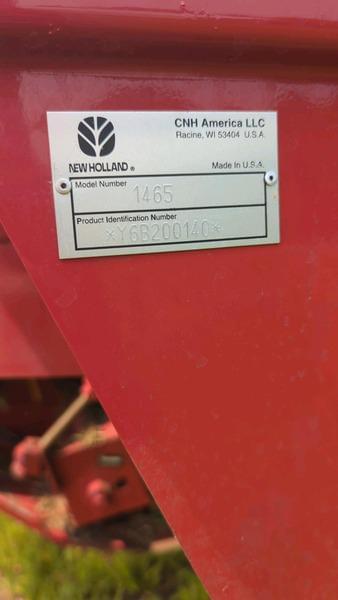 CNH America LLC
Racine, WI 53404 U.S.A.
NEW HOLLAND®
Made In U.S.A.
Model Number
1465
Product Identification Number
*Y6B200140*